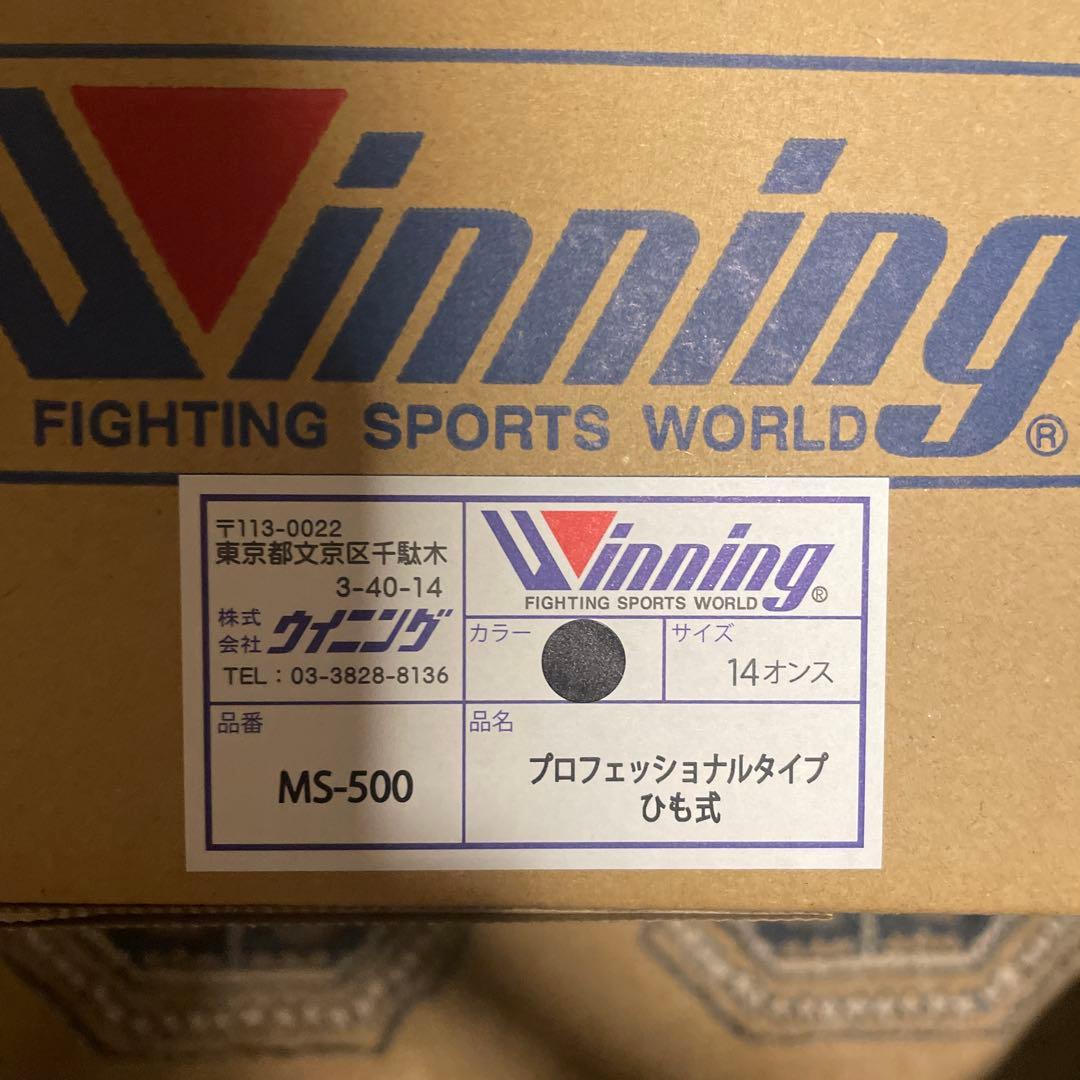 Winning
FIGHTING SPORTS WORLD ®
〒113-0022
東京都文京区千駄木
3-40-14
株式
会社 ウイニング
TEL : 03-3828-8136
Winning
FIGHTING SPORTS WORLD ®
カラー
サイズ
14オンス
品番
MS-500
品名
プロフェッショナルタイプ
ひも式